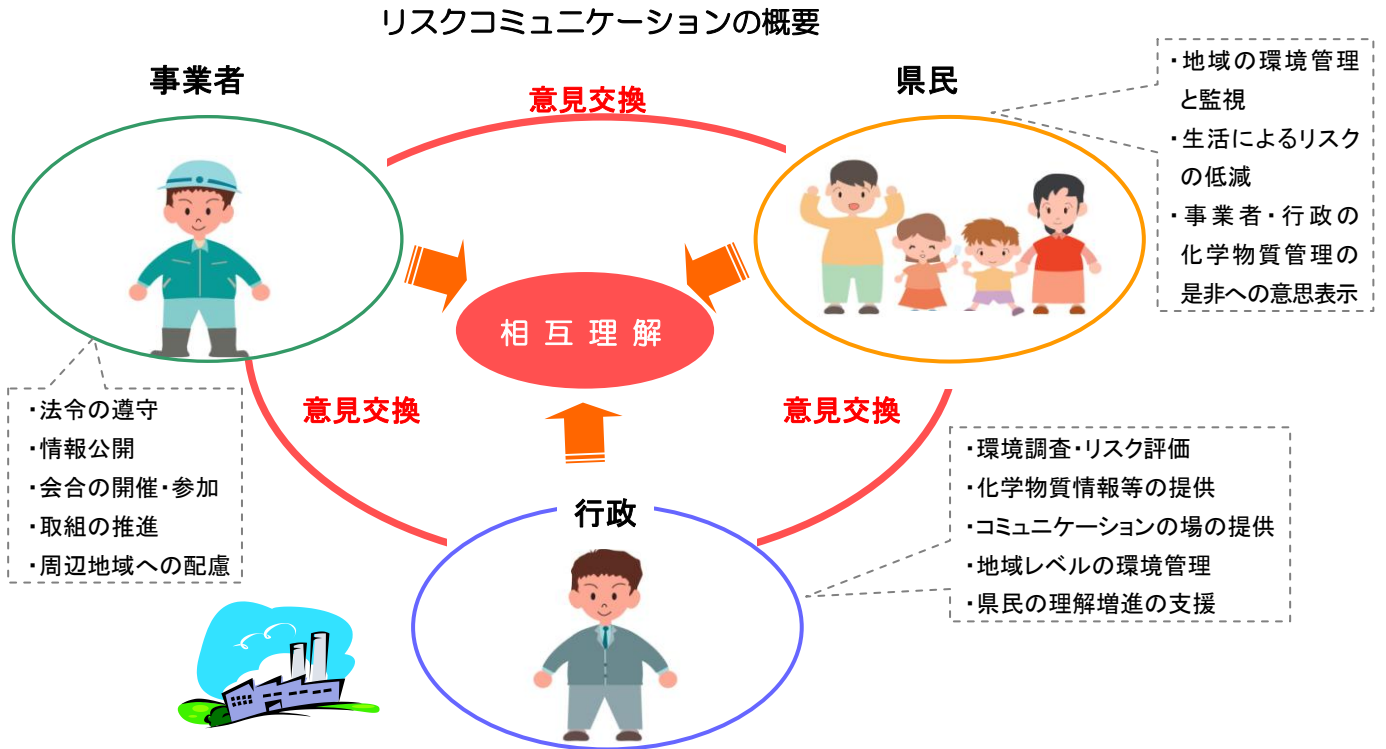 リスクコミュニケーションの概要
事業者
県民
意見交換
・地域の環境管理
と監視
・生活によるリスク
の低減
・事業者・行政の
化学物質管理の
是非への意思表示
相互理解
・法令の遵守
・情報公開
・会合の開催・参加
・取組の推進
・周辺地域への配慮
意見交換
意見交換
行政
・環境調査・リスク評価
・化学物質情報等の提供
・コミュニケーションの場の提供
・地域レベルの環境管理
・県民の理解増進の支援